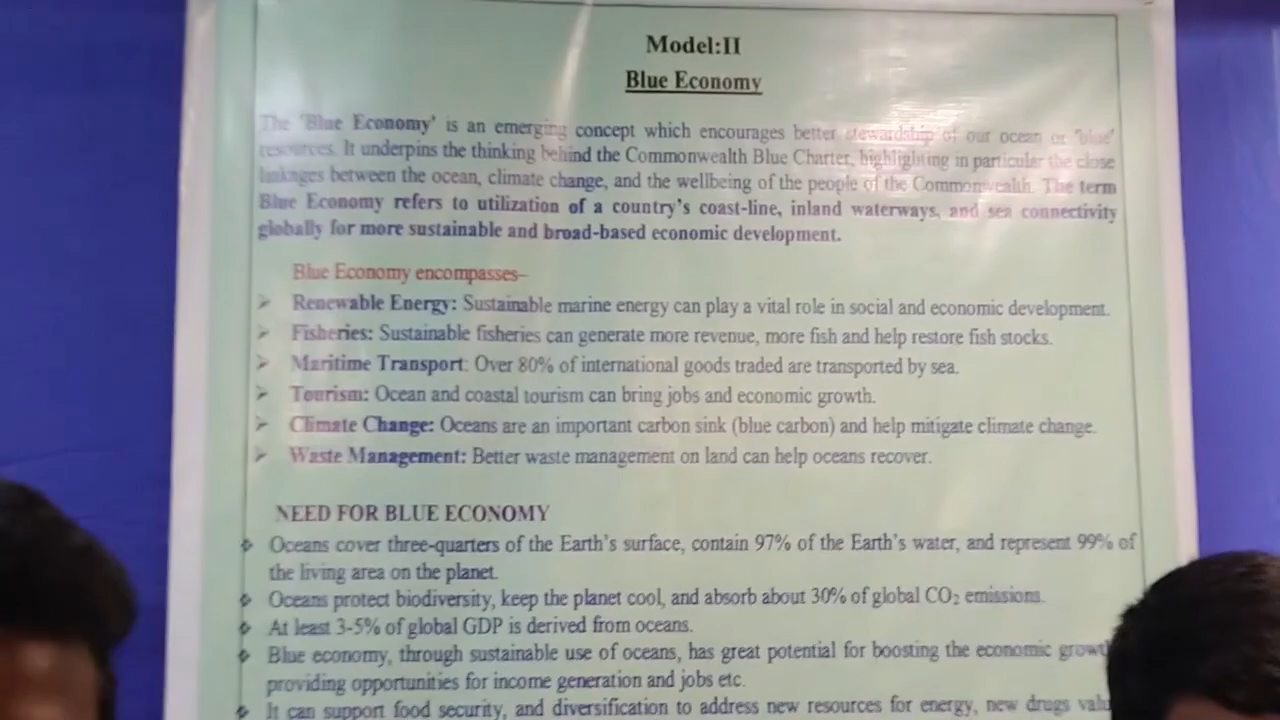 Model:II
Blue Economy
The 'Blue Economy' is an emerging concept which encourages better stewardship of our ocean or 'blue'
resources. It underpins the thinking behind the Commonwealth Blue Charter, highlighting in particular the close
linkages between the ocean, climate change, and the wellbeing of the people of the Commonwealth. The term
Blue Economy refers to utilization of a country's coast-line, inland waterways, and sea connectivity
globally for more sustainable and broad-based economic development.
Blue Economy encompasses–
➢ Renewable Energy: Sustainable marine energy can play a vital role in social and economic development.
➢ Fisheries: Sustainable fisheries can generate more revenue, more fish and help restore fish stocks.
➢ Maritime Transport: Over 80% of international goods traded are transported by sea.
➢ Tourism: Ocean and coastal tourism can bring jobs and economic growth.
➢ Climate Change: Oceans are an important carbon sink (blue carbon) and help mitigate climate change.
➢ Waste Management: Better waste management on land can help oceans recover.
NEED FOR BLUE ECONOMY
❖ Oceans cover three-quarters of the Earth's surface, contain 97% of the Earth's water, and represent 99% of
the living area on the planet.
❖ Oceans protect biodiversity, keep the planet cool, and absorb about 30% of global CO₂ emissions.
❖ At least 3-5% of global GDP is derived from oceans.
❖ Blue economy, through sustainable use of oceans, has great potential for boosting the economic growth
providing opportunities for income generation and jobs etc.
❖ It can support food security, and diversification to address new resources for energy, new drugs